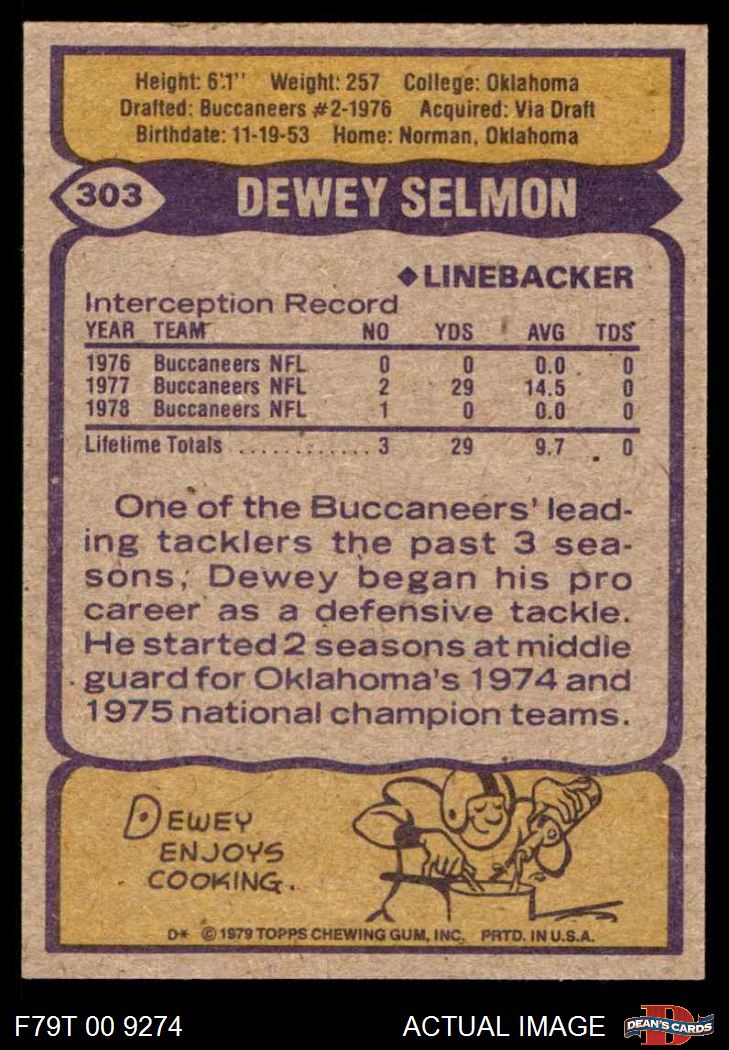 Height: 6'1'' Weight: 257 College: Oklahoma
Drafted: Buccaneers #2-1976 Acquired: Via Draft
Birthdate: 11-19-53 Home: Norman, Oklahoma
303 DEWEY SELMON
◆LINEBACKER
Interception Record
YEAR TEAM NO YDS AVG TDS
1976 Buccaneers NFL 0 0 0.0 0
1977 Buccaneers NFL 2 29 14.5 0
1978 Buccaneers NFL 1 0 0.0 0
Lifetime Totals ............ 3 29 9.7 0
One of the Buccaneers' lead-
ing tacklers the past 3 sea-
sons, Dewey began his pro
career as a defensive tackle.
He started 2 seasons at middle
guard for Oklahoma's 1974 and
1975 national champion teams.
DEWEY
ENJOYS
COOKING.
D* © 1979 TOPPS CHEWING GUM, INC. PRTD. IN U.S.A.
F79T 00 9274 ACTUAL IMAGE D DEAN'S CARDS